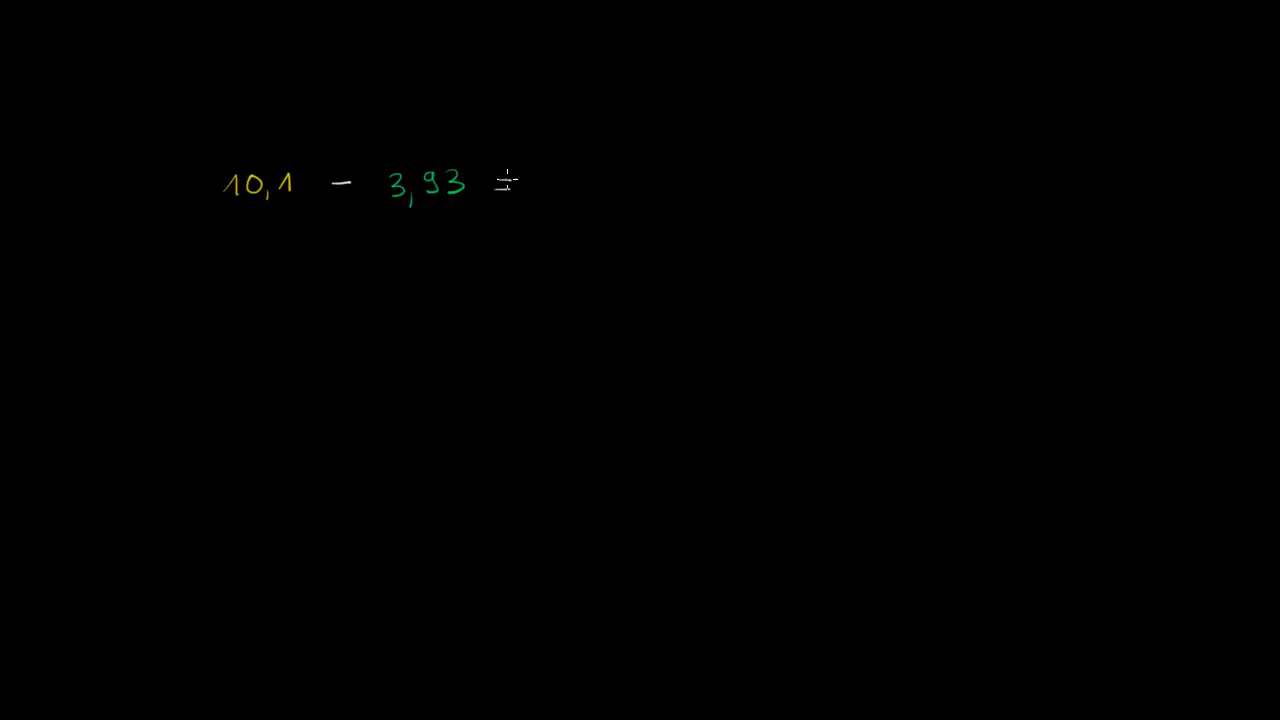 10,1 - 3,93 =